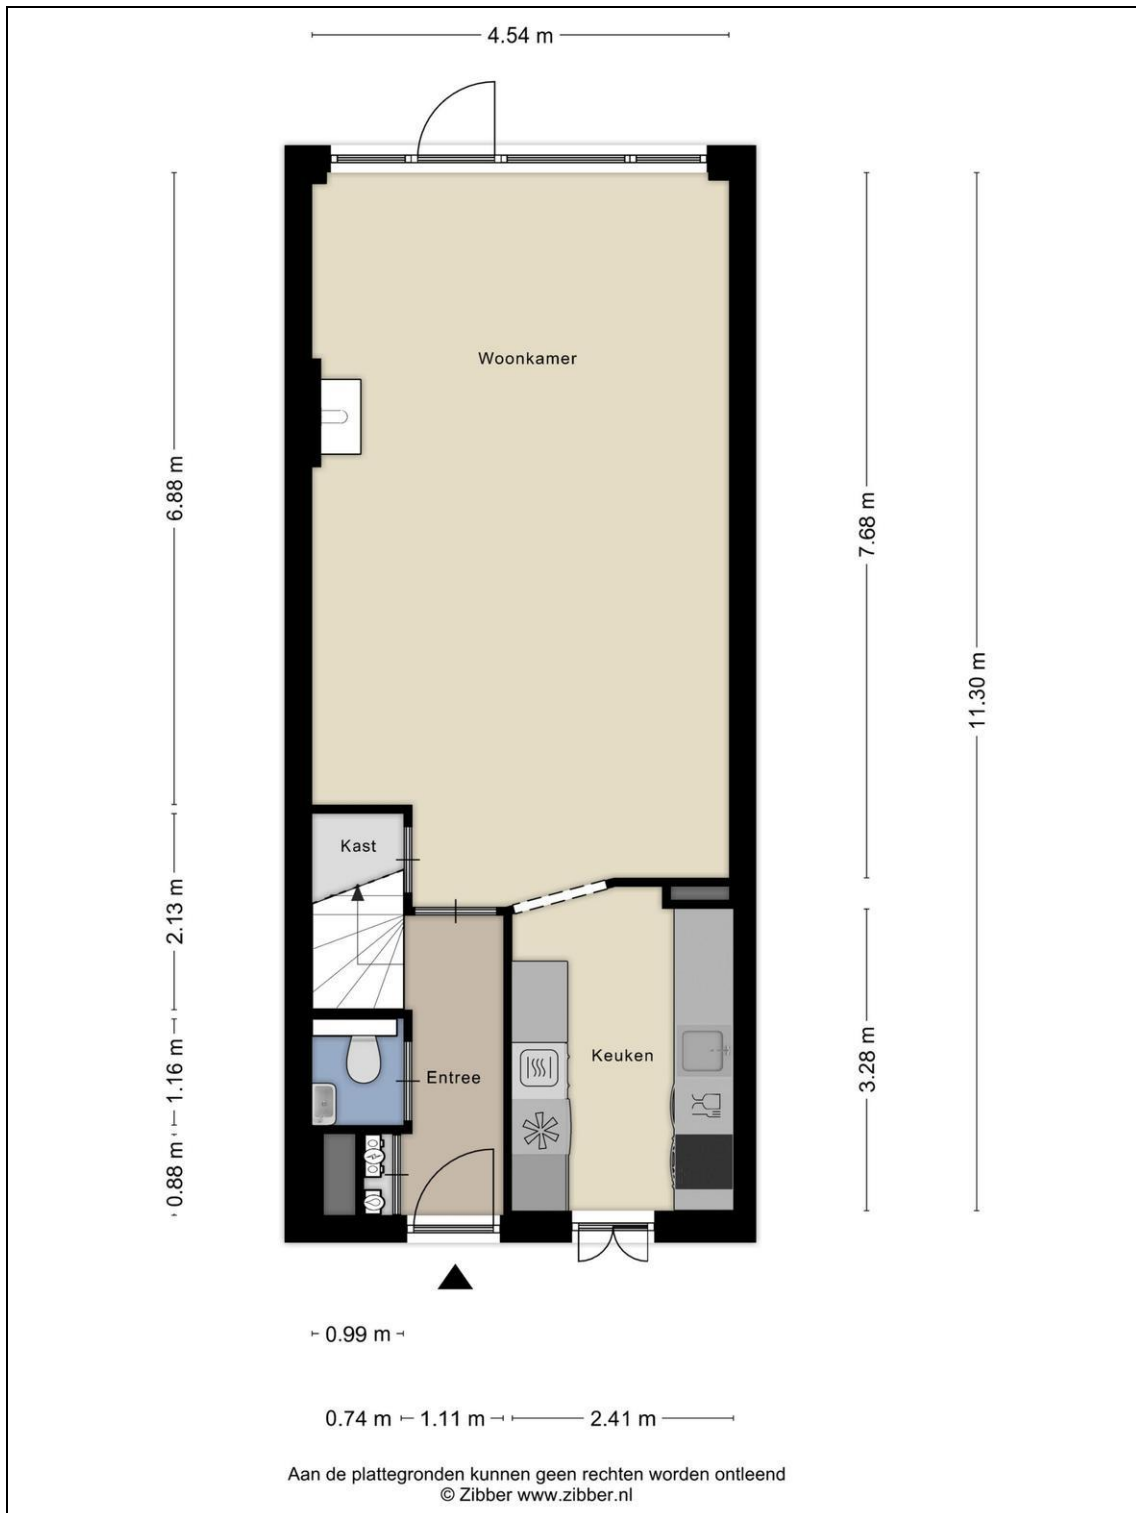 4.54 m
Woonkamer
6.88 m
7.68 m
11.30 m
Kast
2.13 m
Keuken
3.28 m
1.16 m
Entree
0.88 m
0.99 m
0.74 m
1.11 m
2.41 m
Aan de plattegronden kunnen geen rechten worden ontleend
© Zibber www.zibber.nl